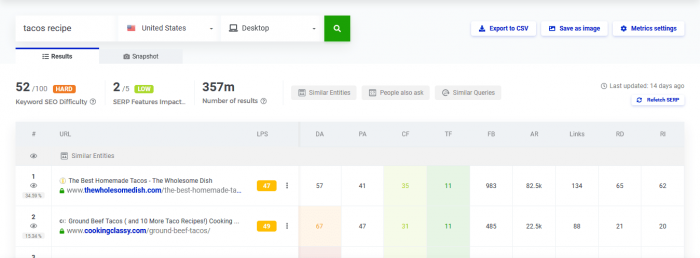 tacos recipe United States Desktop
Export to CSV Save as image Metrics settings
Results Snapshot
52 /100 HARD 2 /5 LOW 357m
Keyword SEO Difficulty SERP Features Impact.. Number of results
Similar Entities People also ask Similar Queries
Last updated: 14 days ago
Refetch SERP
# URL LPS DA PA CF TF FB AR Links RD RI
Similar Entities
1 The Best Homemade Tacos - The Wholesome Dish
www.thewholesomedish.com/the-best-homemade-ta... 47 57 41 35 11 983 82.5k 134 65 62
2 Ground Beef Tacos ( and 10 More Taco Recipes!) Cooking ...
www.cookingclassy.com/ground-beef-tacos/ 49 67 47 31 11 485 22.5k 88 21 20
15,34 %
3